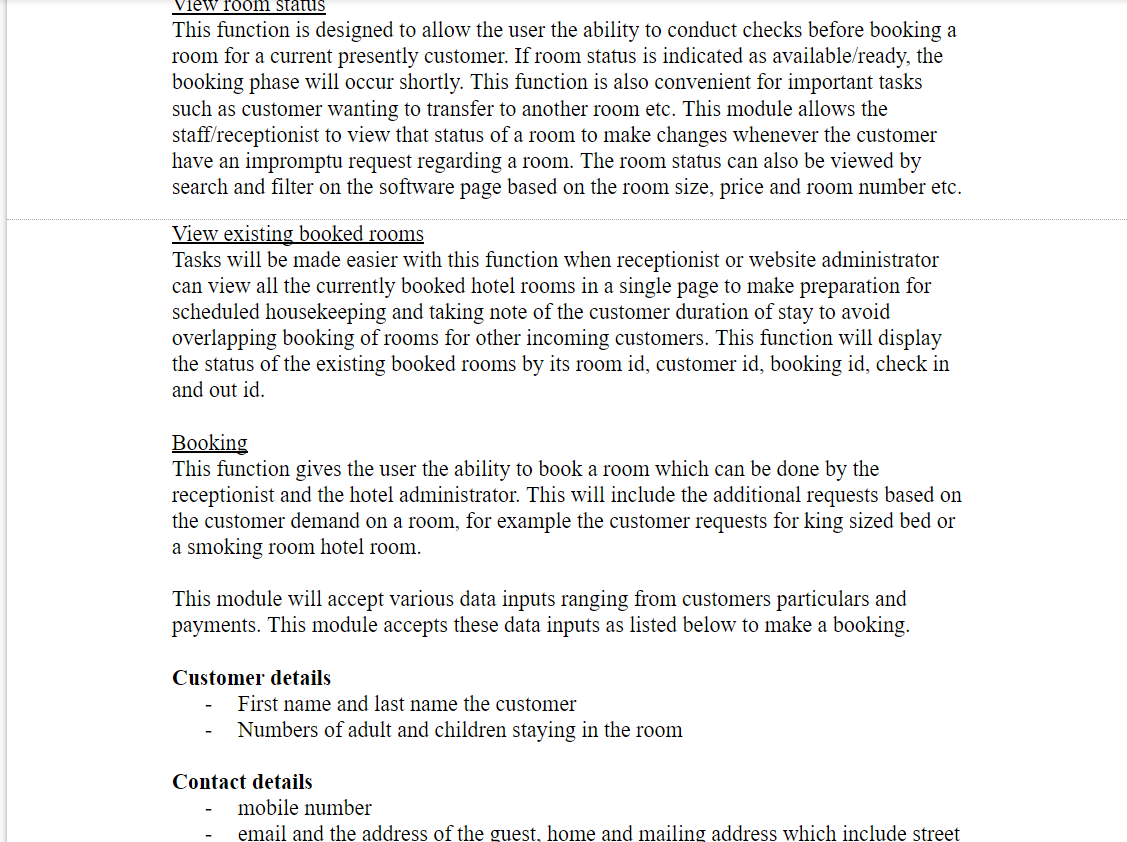 View room status
This function is designed to allow the user the ability to conduct checks before booking a
room for a current presently customer. If room status is indicated as available/ready, the
booking phase will occur shortly. This function is also convenient for important tasks
such as customer wanting to transfer to another room etc. This module allows the
staff/receptionist to view that status of a room to make changes whenever the customer
have an impromptu request regarding a room. The room status can also be viewed by
search and filter on the software page based on the room size, price and room number etc.
View existing booked rooms
Tasks will be made easier with this function when receptionist or website administrator
can view all the currently booked hotel rooms in a single page to make preparation for
scheduled housekeeping and taking note of the customer duration of stay to avoid
overlapping booking of rooms for other incoming customers. This function will display
the status of the existing booked rooms by its room id, customer id, booking id, check in
and out id.
Booking
This function gives the user the ability to book a room which can be done by the
receptionist and the hotel administrator. This will include the additional requests based on
the customer demand on a room, for example the customer requests for king sized bed or
a smoking room hotel room.
This module will accept various data inputs ranging from customers particulars and
payments. This module accepts these data inputs as listed below to make a booking.
Customer details
- First name and last name the customer
- Numbers of adult and children staying in the room
Contact details
- mobile number
- email and the address of the guest, home and mailing address which include street